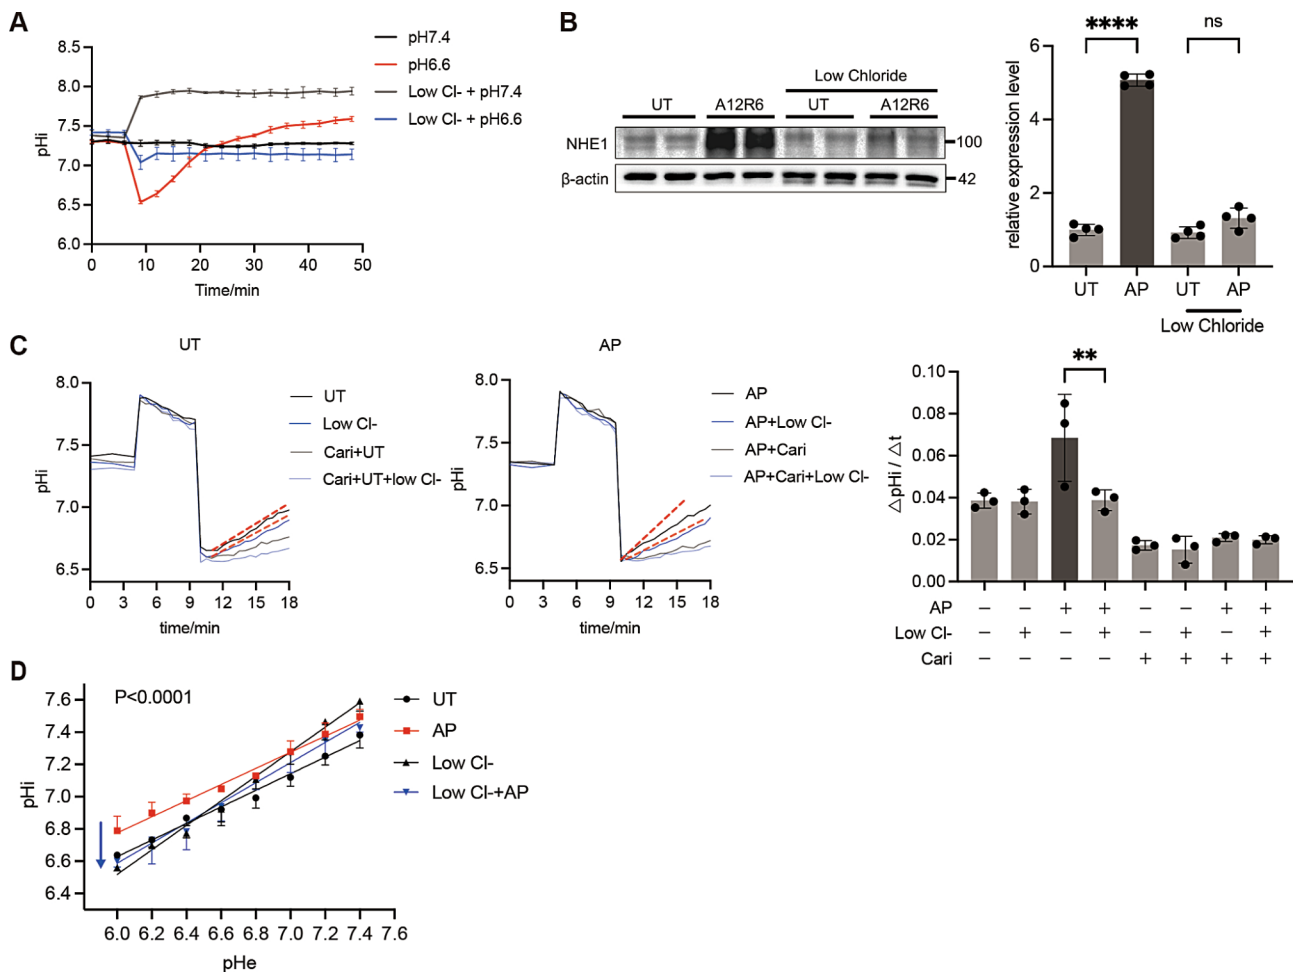 A
8.5
8.0
7.5
7.0
6.5
6.0
pHi
0 10 20 30 40 50
Time/min
pH7.4
pH6.6
Low Cl- + pH7.4
Low Cl- + pH6.6
B
Low Chloride
UT A12R6 UT A12R6
NHE1 100
β-actin 42
**** ns
6
4
2
0
relative expression level
UT AP UT AP
Low Chloride
C
UT
8.0
7.5
7.0
6.5
pHi
0 3 6 9 12 15 18
time/min
UT
Low Cl-
Cari+UT
Cari+UT+low Cl-
AP
8.0
7.5
7.0
6.5
pHi
0 3 6 9 12 15 18
time/min
AP
AP+Low Cl-
AP+Cari
AP+Cari+Low Cl-
**
0.10
0.08
0.06
0.04
0.02
0.00
△pHi / △t
AP − − + + − − + +
Low Cl- − + − + − + − +
Cari − − − − + + + +
D
P<0.0001
7.6
7.4
7.2
7.0
6.8
6.6
6.4
pHi
6.0 6.2 6.4 6.6 6.8 7.0 7.2 7.4 7.6
pHe
UT
AP
Low Cl-
Low Cl-+AP